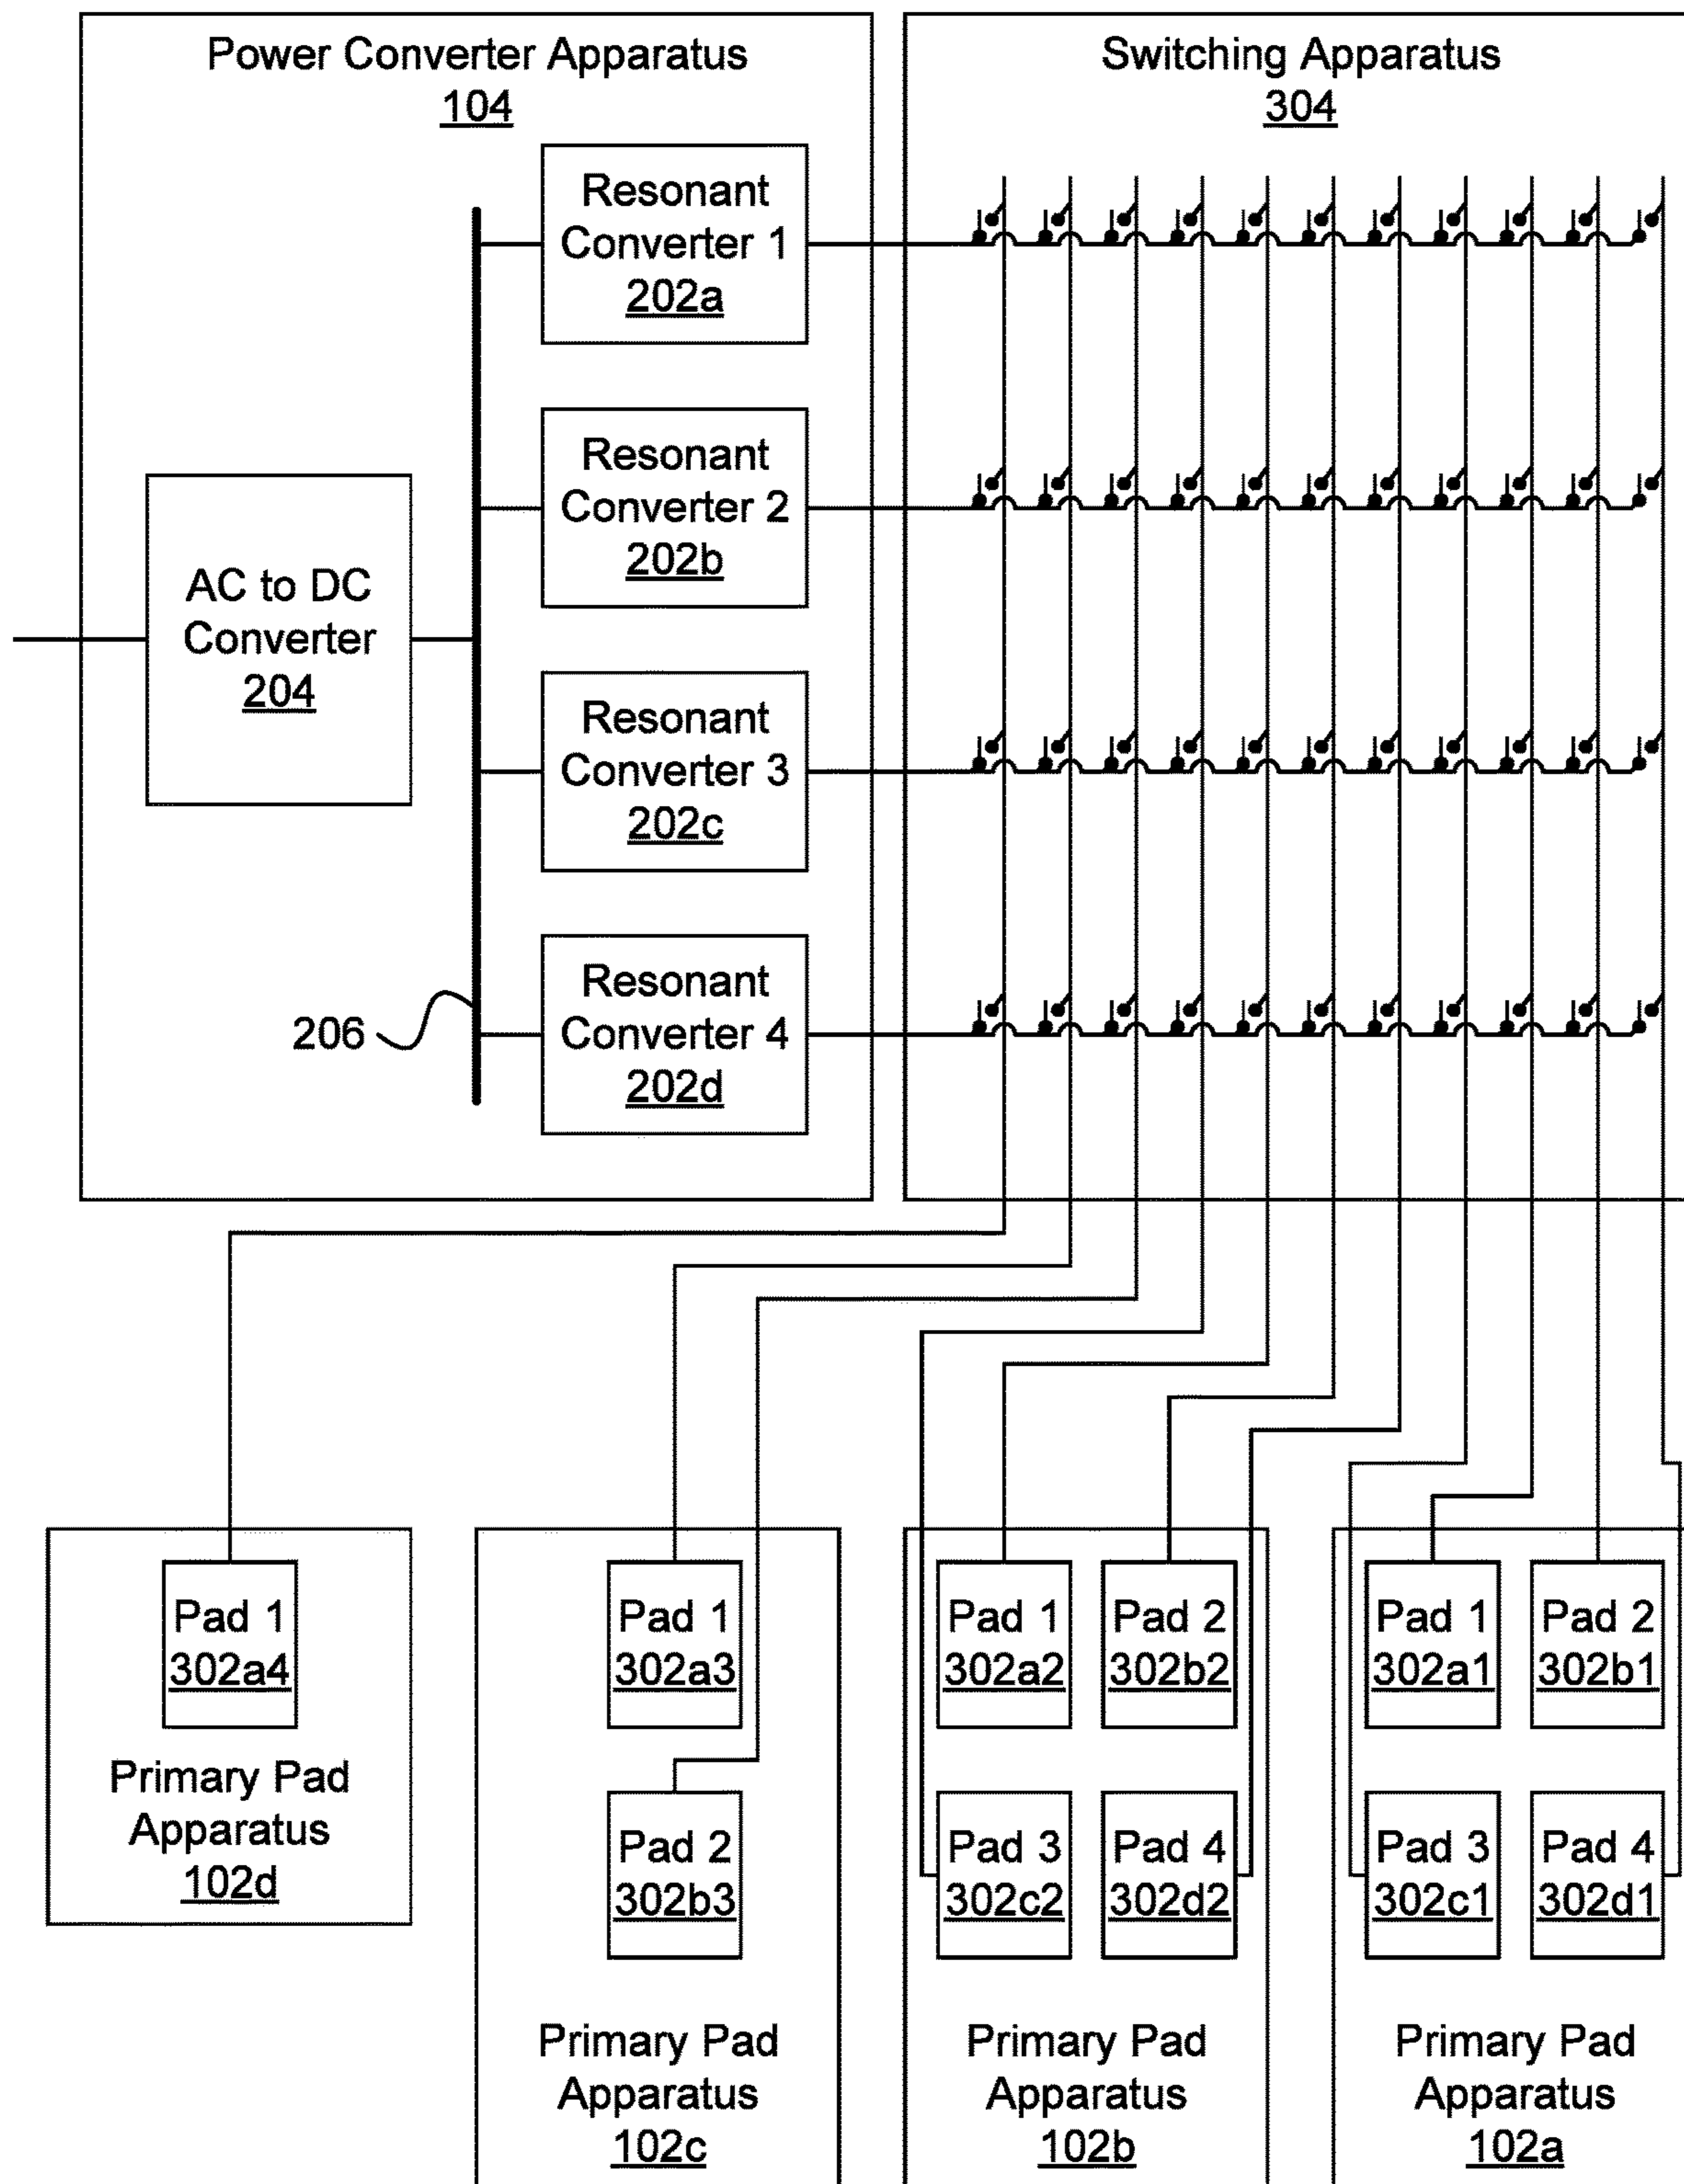 Power Converter Apparatus
104
Switching Apparatus
304
Resonant
Converter 1
202a
Resonant
Converter 2
202b
AC to DC
Converter
204
Resonant
Converter 3
202c
Resonant
Converter 4
202d
206
Pad 1
302a4
Primary Pad
Apparatus
102d
Pad 1
302a3
Pad 2
302b3
Primary Pad
Apparatus
102c
Pad 1
302a2
Pad 2
302b2
Pad 3
302c2
Pad 4
302d2
Primary Pad
Apparatus
102b
Pad 1
302a1
Pad 2
302b1
Pad 3
302c1
Pad 4
302d1
Primary Pad
Apparatus
102a